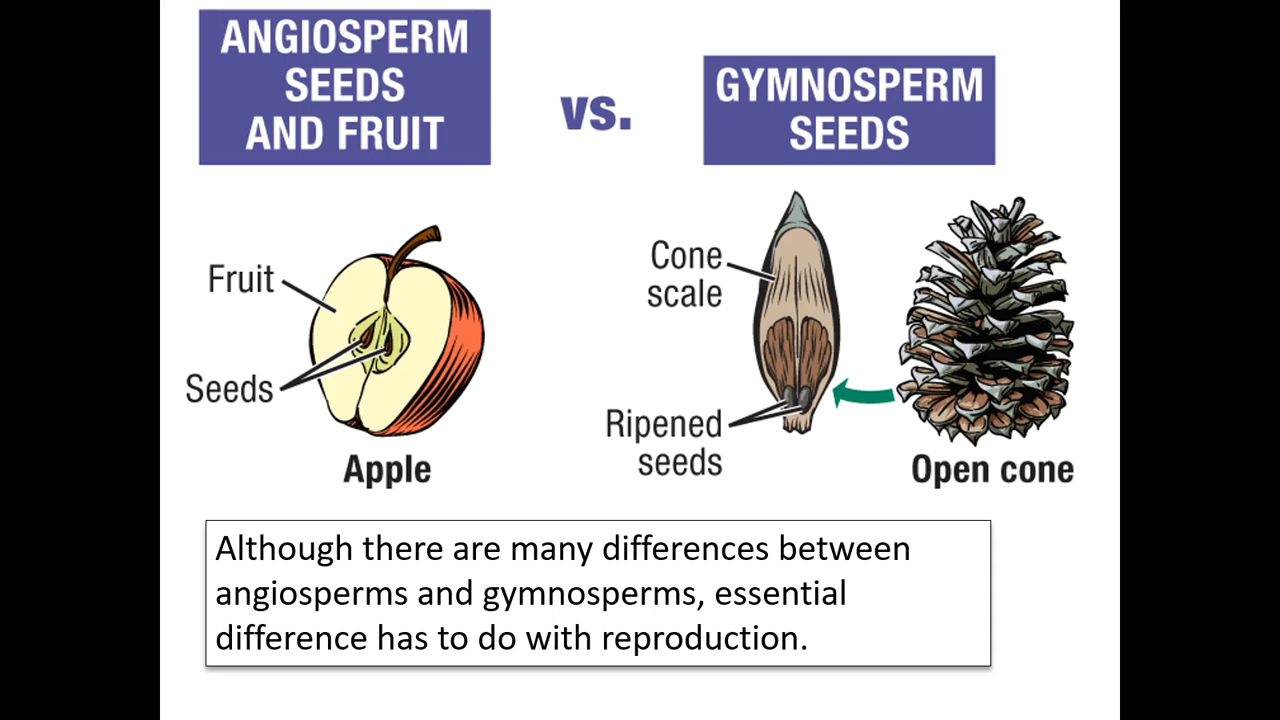 ANGIOSPERM
SEEDS
AND FRUIT
vs.
GYMNOSPERM
SEEDS
Fruit
Seeds
Apple
Cone
scale
Ripened
seeds
Open cone
Although there are many differences between
angiosperms and gymnosperms, essential
difference has to do with reproduction.